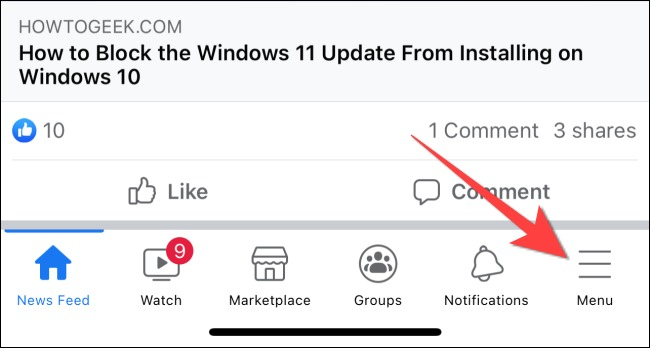 HOWTOGEEK.COM
How to Block the Windows 11 Update From Installing on
Windows 10
10 1 Comment 3 shares
Like Comment
9
News Feed Watch Marketplace Groups Notifications Menu